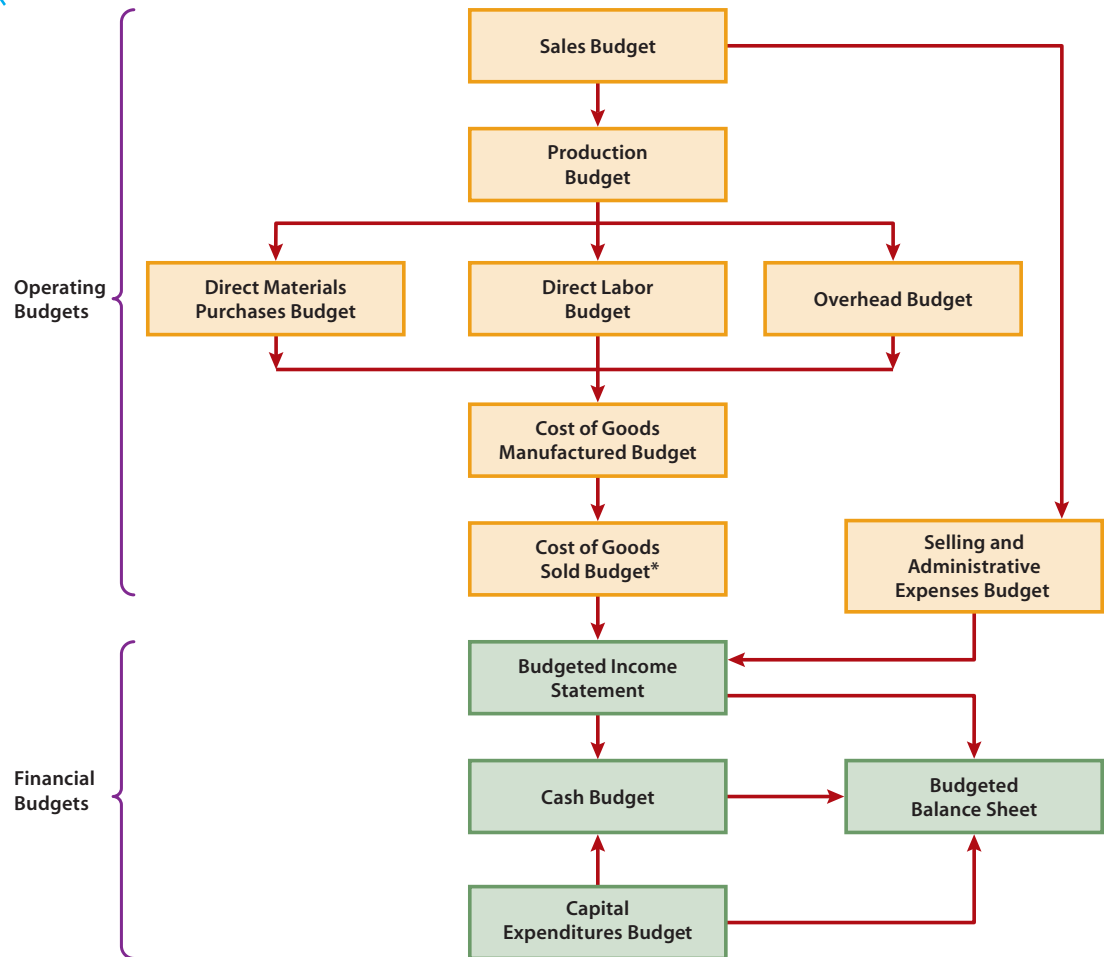 Sales Budget
Production
Budget
Operating
Budgets
Direct Materials
Purchases Budget
Direct Labor
Budget
Overhead Budget
Cost of Goods
Manufactured Budget
Cost of Goods
Sold Budget*
Selling and
Administrative
Expenses Budget
Budgeted Income
Statement
Financial
Budgets
Cash Budget
Budgeted
Balance Sheet
Capital
Expenditures Budget